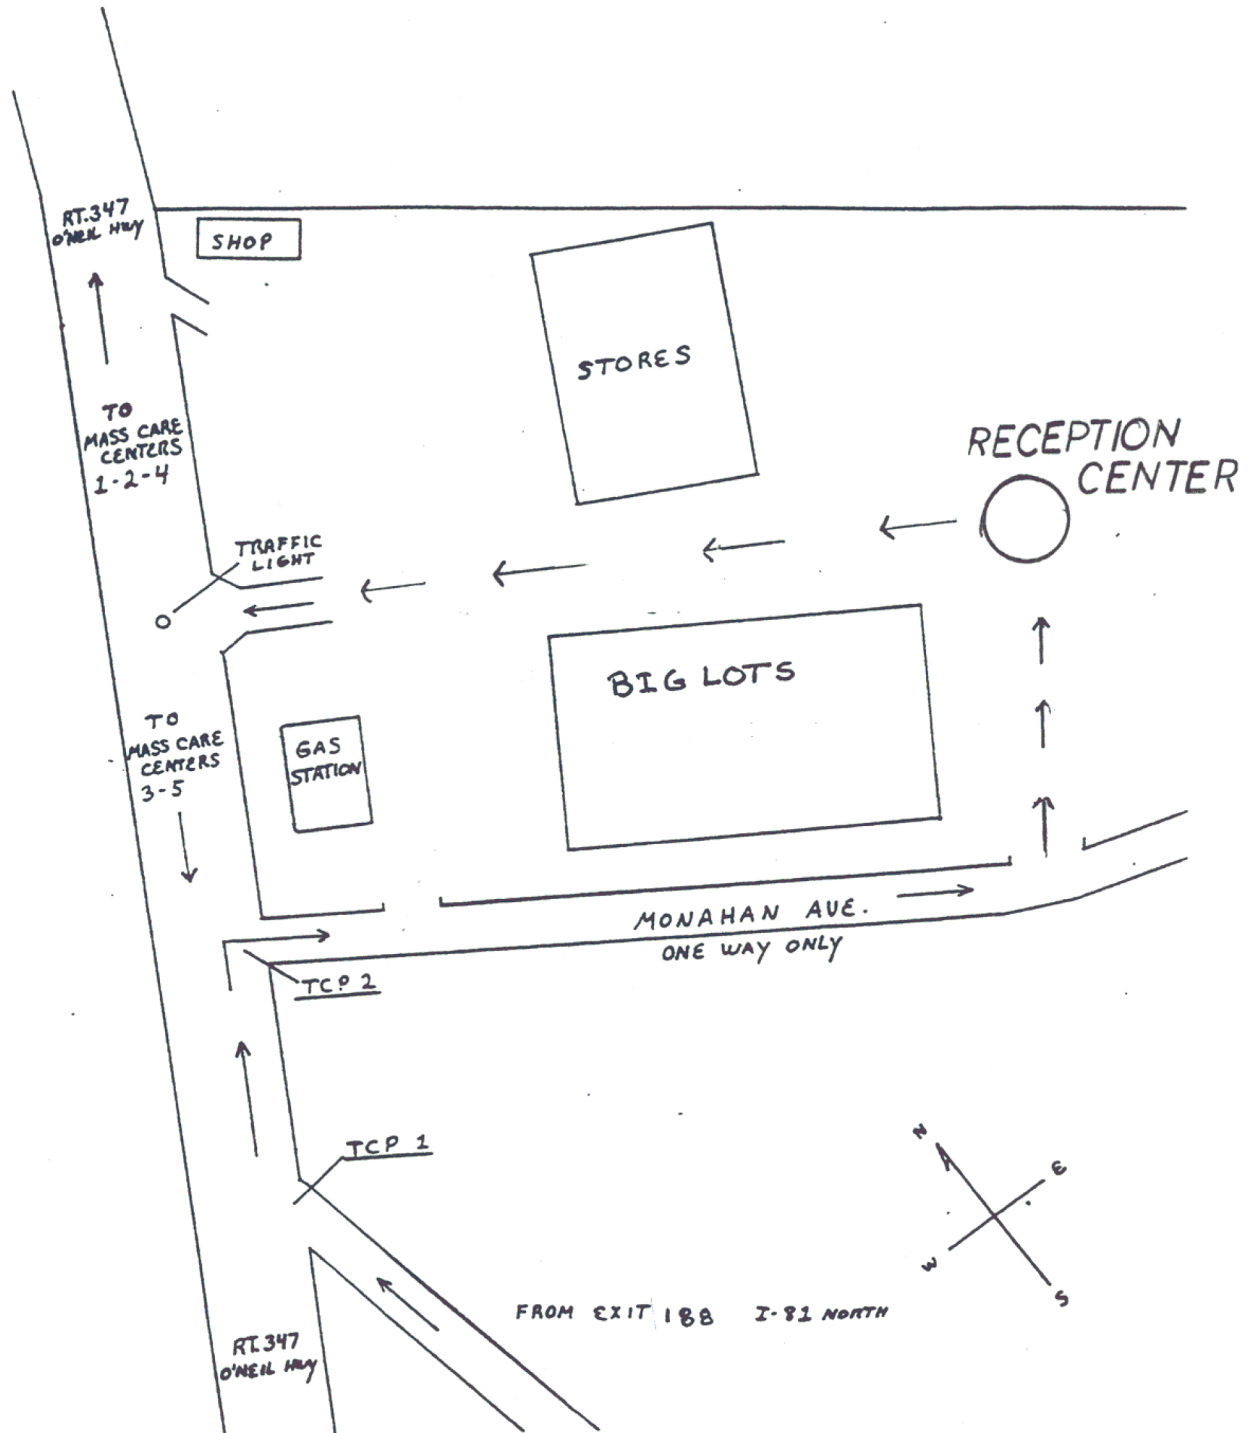 RT.347
O'NEIL HWY
SHOP
STORES
TO
MASS CARE
CENTERS
1-2-4
RECEPTION
CENTER
TRAFFIC
LIGHT
BIG LOTS
TO
MASS CARE
CENTERS
3-5
GAS
STATION
MONAHAN AVE.
ONE WAY ONLY
TCP 2
TCP 1
N
E
W
S
FROM EXIT 188 I-81 NORTH
RT.347
O'NEIL HWY